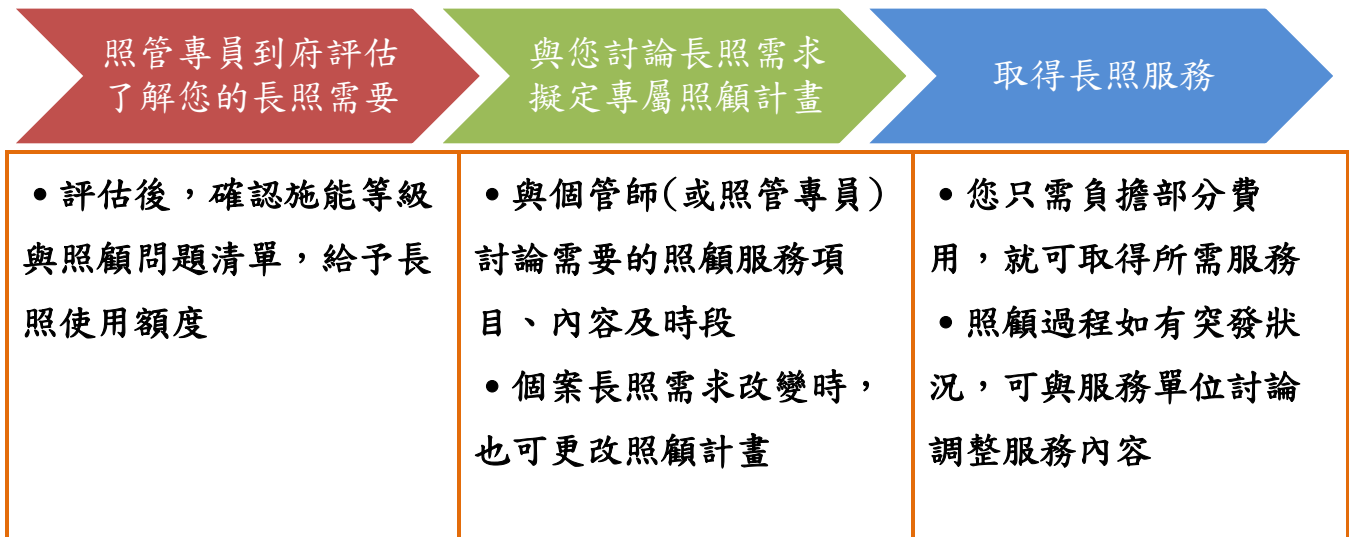 照管專員到府評估
了解您的長照需要
與您討論長照需求
擬定專屬照顧計畫
取得長照服務
•評估後，確認施能等級
與照顧問題清單，給予長
照使用額度
•與個管師(或照管專員)
討論需要的照顧服務項
目、內容及時段
•個案長照需求改變時，
也可更改照顧計畫
•您只需負擔部分費
用，就可取得所需服務
•照顧過程如有突發狀
況，可與服務單位討論
調整服務內容